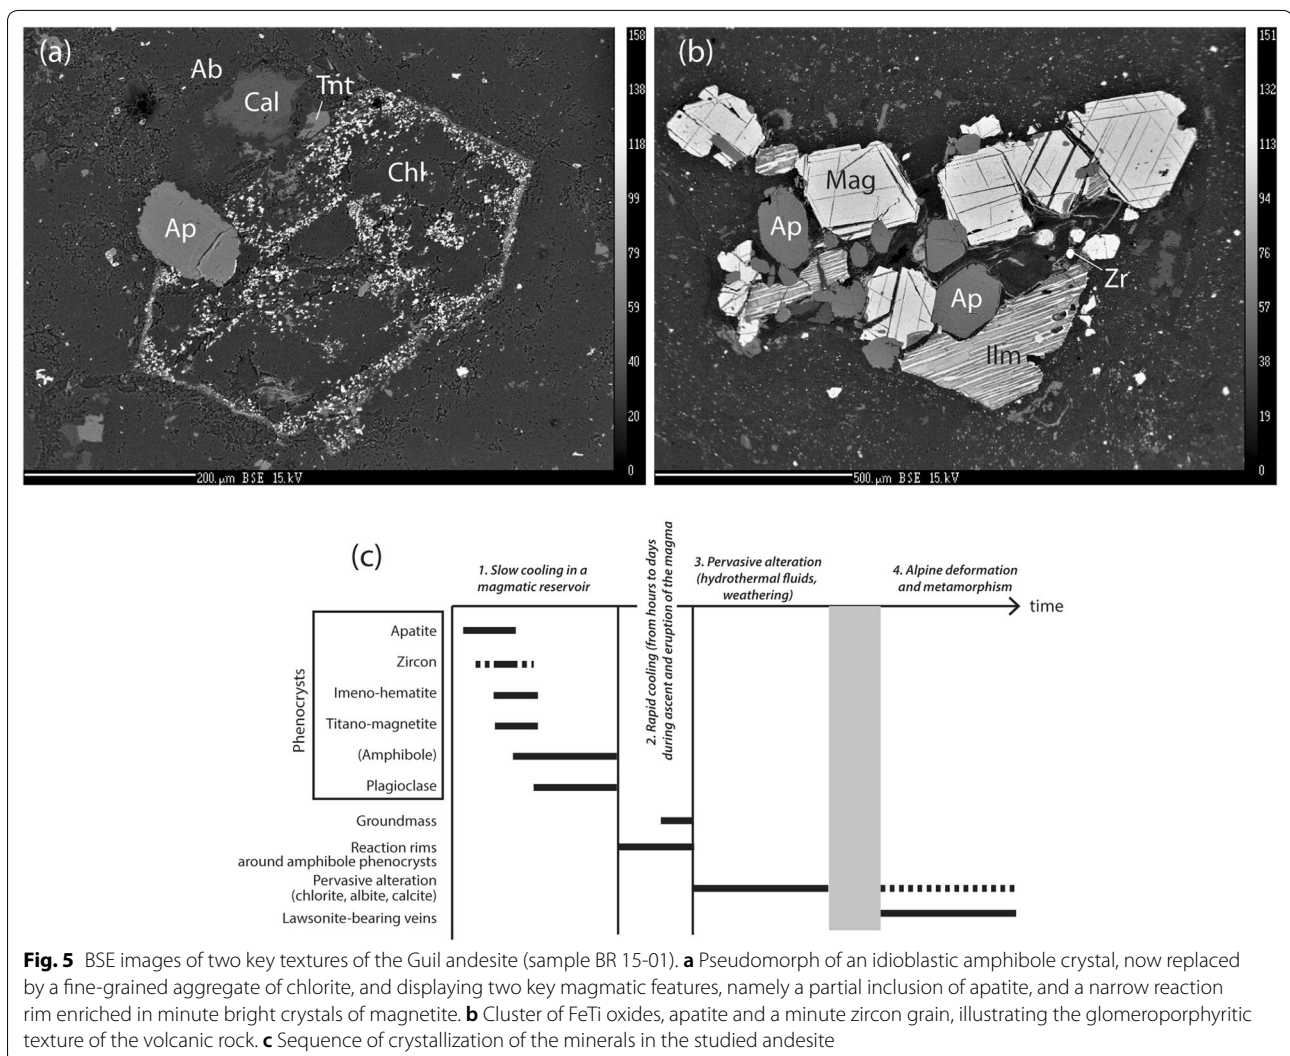 (a)
Ab
Cal
Tnt
Chl
Ap
158
138
118
99
79
59
40
20
0
200.µm BSE 15.kV
(b)
Mag
Ap
Ap
Zr
Ilm
151
132
113
94
76
57
38
19
0
500.µm BSE 15.kV
(c)
1. Slow cooling in a
magmatic reservoir
2. Rapid cooling (from hours to days
during ascent and eruption of the magma
3. Pervasive alteration
(hydrothermal fluids,
weathering)
4. Alpine deformation
and metamorphism
time
Phenocrysts
Apatite
Zircon
Imeno-hematite
Titano-magnetite
(Amphibole)
Plagioclase
Groundmass
Reaction rims
around amphibole phenocrysts
Pervasive alteration
(chlorite, albite, calcite)
Lawsonite-bearing veins
Fig. 5 BSE images of two key textures of the Guil andesite (sample BR 15-01). a Pseudomorph of an idioblastic amphibole crystal, now replaced
by a fine-grained aggregate of chlorite, and displaying two key magmatic features, namely a partial inclusion of apatite, and a narrow reaction
rim enriched in minute bright crystals of magnetite. b Cluster of FeTi oxides, apatite and a minute zircon grain, illustrating the glomeroporphyritic
texture of the volcanic rock. c Sequence of crystallization of the minerals in the studied andesite